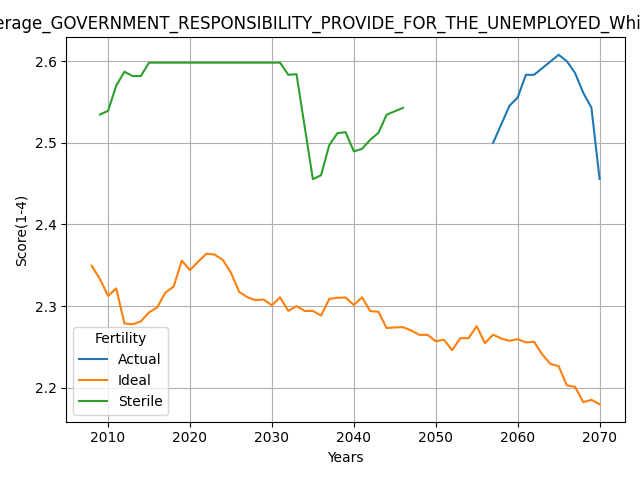 erage_GOVERNMENT_RESPONSIBILITY_PROVIDE_FOR_THE_UNEMPLOYED_Whi
2.6
2.5
2.4
2.3
2.2
Score(1-4)
Fertility
Actual
Ideal
Sterile
2010 2020 2030 2040 2050 2060 2070
Years